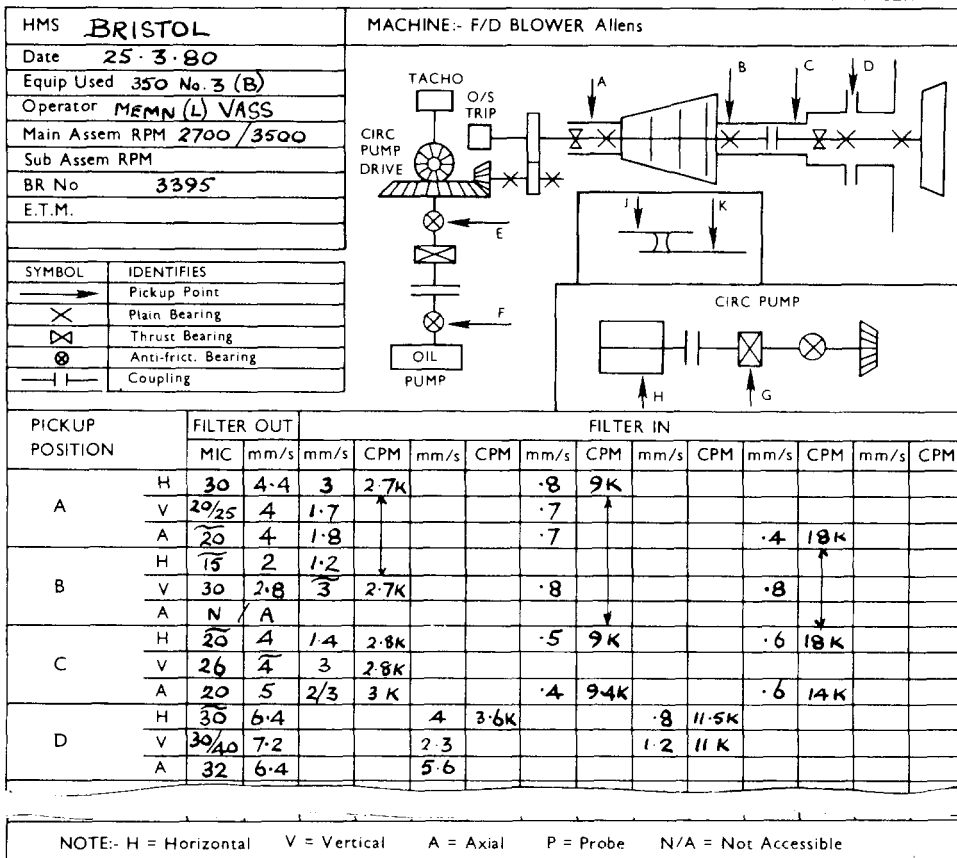 HMS BRISTOL
Date 25·3·80
Equip Used 350 No. 3 (B)
Operator MEMN (L) VASS
Main Assem RPM 2700/3500
Sub Assem RPM
BR No 3395
E.T.M.
SYMBOL IDENTIFIES
Pickup Point
Plain Bearing
Thrust Bearing
Anti-frict. Bearing
Coupling
MACHINE:- F/D BLOWER Allens
TACHO
O/S TRIP
CIRC PUMP DRIVE
A B C D
J K
E
F
OIL PUMP
CIRC PUMP
H G
PICKUP POSITION FILTER OUT FILTER IN
MIC mm/s mm/s CPM mm/s CPM mm/s CPM mm/s CPM mm/s CPM mm/s CPM
A H 30 4·4 3 2·7K ·8 9K
V 20/25 4 1·7 ·7
A 20 4 1·8 ·7 ·4 18K
B H 15 2 1·2
V 30 2·8 3 2·7K ·8 ·8
A N/A
C H 20 4 1·4 2·8K ·5 9K ·6 18K
V 26 4 3 2·8K
A 20 5 2/3 3K ·4 9·4K ·6 14K
D H 30 6·4 4 3·6K ·8 11·5K
V 30/40 7·2 2·3 1·2 11K
A 32 6·4 5·6
NOTE:- H = Horizontal V = Vertical A = Axial P = Probe N/A = Not Accessible